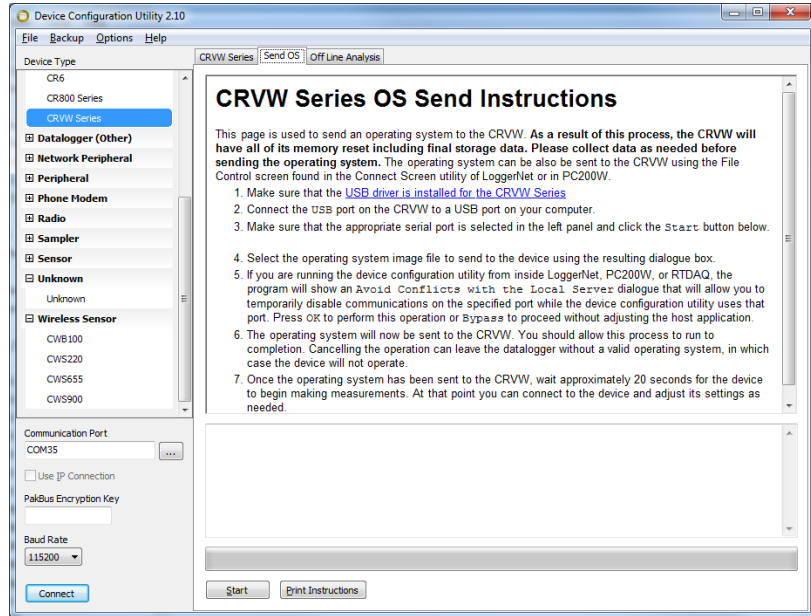 Device Configuration Utility 2.10
File Backup Options Help
Device Type
CR6
CR800 Series
CRVW Series
Datalogger (Other)
Network Peripheral
Peripheral
Phone Modem
Radio
Sampler
Sensor
Unknown
Unknown
Wireless Sensor
CWB100
CWS220
CWS655
CWS900
Communication Port
COM35
...
Use IP Connection
PakBus Encryption Key
Baud Rate
115200
Connect
CRVW Series Send OS Off Line Analysis
CRVW Series OS Send Instructions
This page is used to send an operating system to the CRVW. As a result of this process, the CRVW will
have all of its memory reset including final storage data. Please collect data as needed before
sending the operating system. The operating system can be also be sent to the CRVW using the File
Control screen found in the Connect Screen utility of LoggerNet or in PC200W.
1. Make sure that the USB driver is installed for the CRVW Series
2. Connect the USB port on the CRVW to a USB port on your computer.
3. Make sure that the appropriate serial port is selected in the left panel and click the Start button below.
4. Select the operating system image file to send to the device using the resulting dialogue box.
5. If you are running the device configuration utility from inside LoggerNet, PC200W, or RTDAQ, the
program will show an Avoid Conflicts with the Local Server dialogue that will allow you to
temporarily disable communications on the specified port while the device configuration utility uses that
port. Press OK to perform this operation or Bypass to proceed without adjusting the host application.
6. The operating system will now be sent to the CRVW. You should allow this process to run to
completion. Cancelling the operation can leave the datalogger without a valid operating system, in which
case the device will not operate.
7. Once the operating system has been sent to the CRVW, wait approximately 20 seconds for the device
to begin making measurements. At that point you can connect to the device and adjust its settings as
needed.
Start Print Instructions